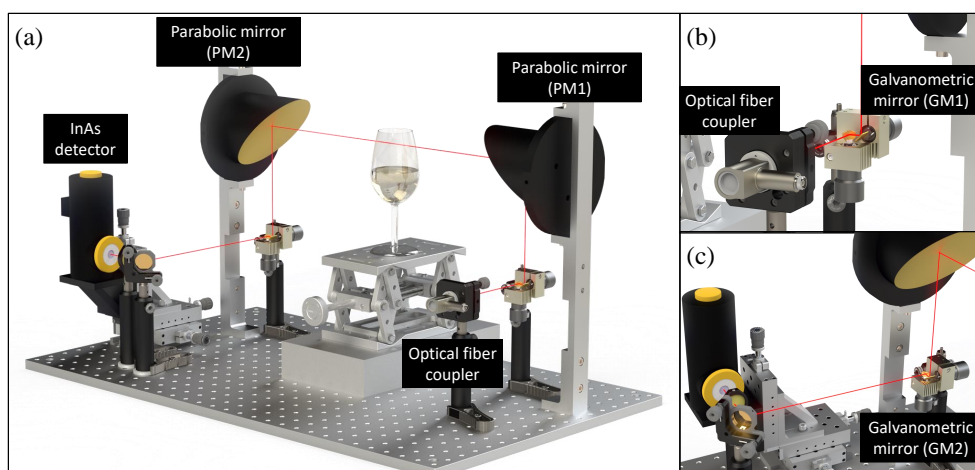 (a)
Parabolic mirror
(PM2)
Parabolic mirror
(PM1)
InAs
detector
Optical fiber
coupler
(b)
Galvanometric
mirror (GM1)
Optical fiber
coupler
(c)
Galvanometric
mirror (GM2)